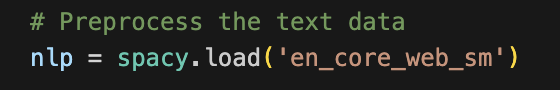 # Preprocess the text data
nlp = spacy.load('en_core_web_sm')